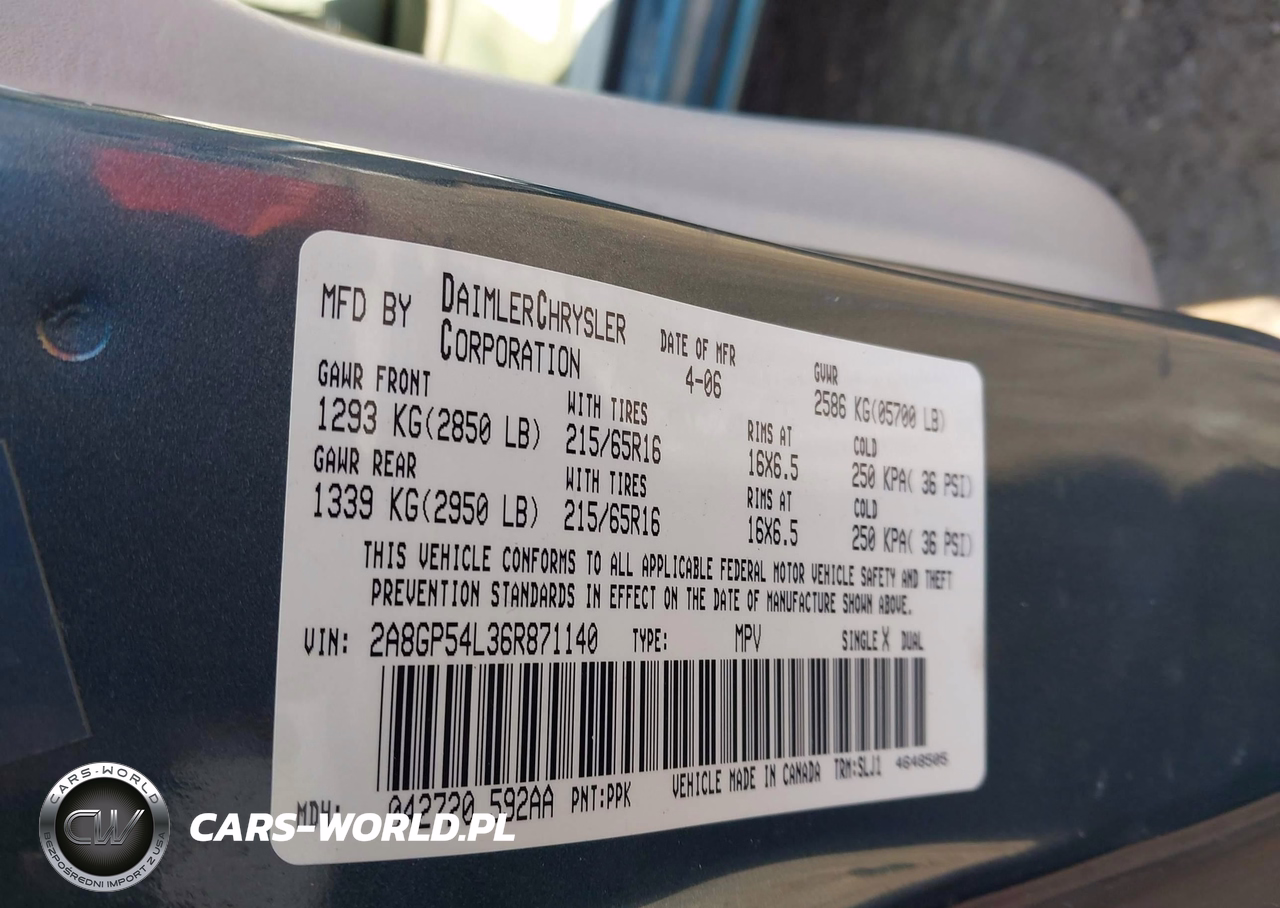 MFD BY DAIMLERCHRYSLER CORPORATION DATE OF MFR 4-06 GVWR 2586 KG(05700 LB)
GAWR FRONT WITH TIRES RIMS AT COLD
1293 KG(2850 LB) 215/65R16 16X6.5 250 KPA( 36 PSI)
GAWR REAR WITH TIRES RIMS AT COLD
1339 KG(2950 LB) 215/65R16 16X6.5 250 KPA( 36 PSI)
THIS VEHICLE CONFORMS TO ALL APPLICABLE FEDERAL MOTOR VEHICLE SAFETY AND THEFT
PREVENTION STANDARDS IN EFFECT ON THE DATE OF MANUFACTURE SHOWN ABOVE.
VIN: 2A8GP54L36R871140 TYPE: MPV SINGLE X DUAL
MDH: 042720 592AA PNT:PPK VEHICLE MADE IN CANADA TRM:SLJ1 4648505
CARS-WORLD
CW
BEZPOŚREDNI IMPORT Z USA
CARS-WORLD.PL